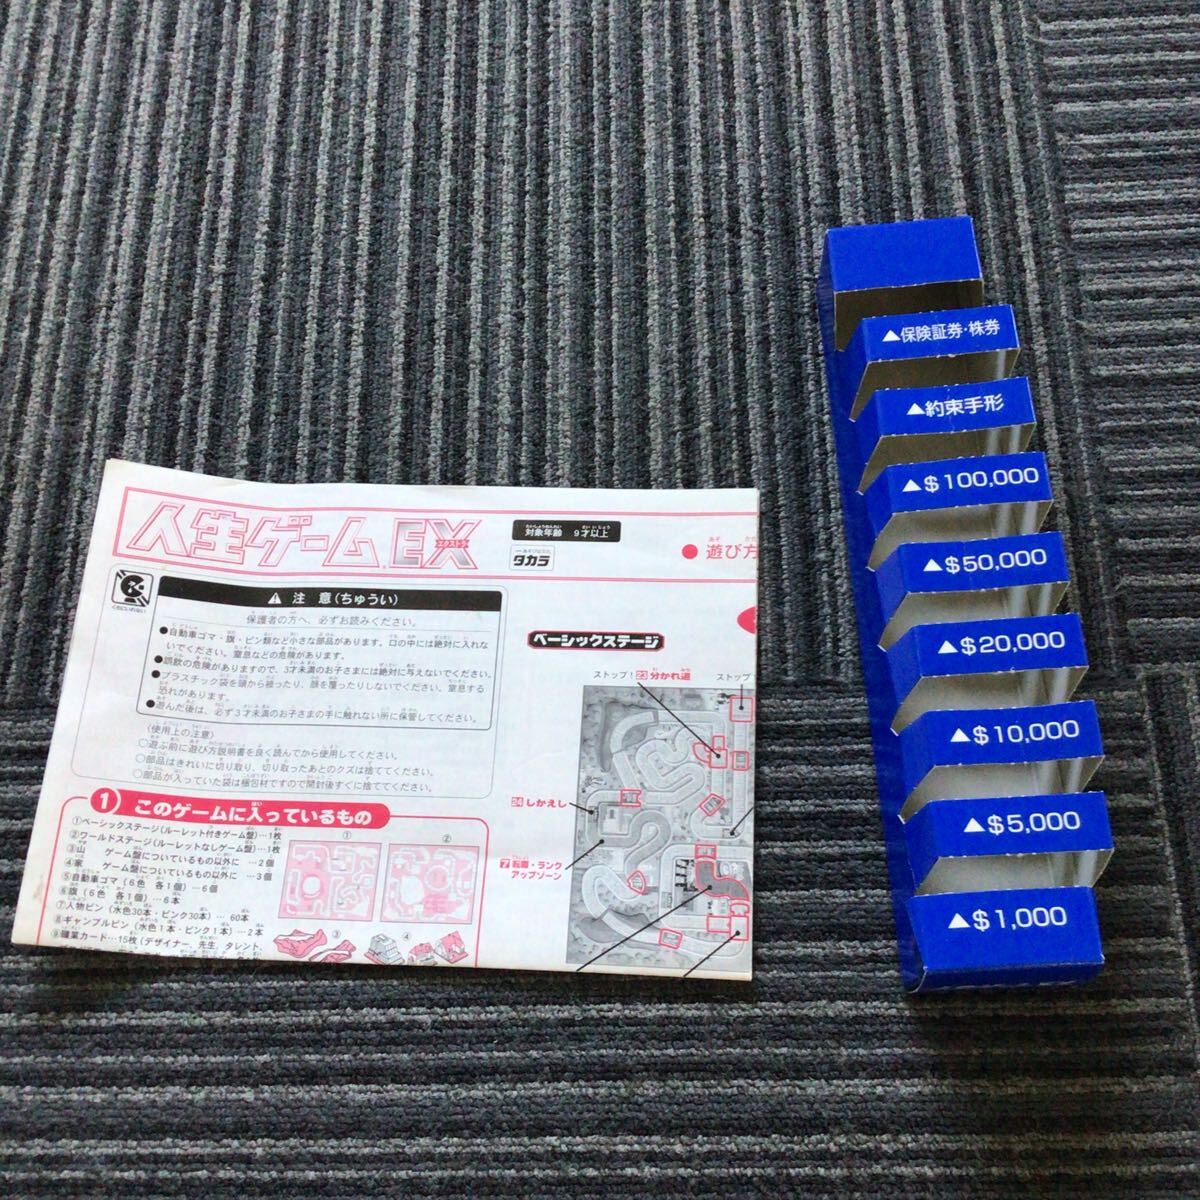 人生ゲーム EX
エクストラ
対象年齢 9才以上
タカラ
●遊び方
くちにいれない
⚠ 注 意(ちゅうい)
保護者の方へ、必ずお読みください。
●自動車ゴマ・旗・ピン類など小さな部品があります。口の中には絶対に入れな
いでください。窒息などの危険があります。
●誤飲の危険がありますので、3才未満のお子さまには絶対に与えないでください。
●プラスチック袋を頭から被ったり、顔を覆ったりしないでください。窒息する
恐れがあります。
●遊んだ後は、必ず3才未満のお子さまの手に触れない所に保管してください。
(使用上の注意)
○遊ぶ前に遊び方説明書を良く読んでから使用してください。
○部品はきれいに切り取り、切り取ったあとのクズは捨ててください。
○部品が入っていた袋は梱包材ですので開封後すぐに捨ててください。
① このゲームに入っているもの
①ベーシックステージ(ルーレット付きゲーム盤)…1枚
②ワールドステージ(ルーレットなしゲーム盤)…1枚
③山 ゲーム盤についているもの以外に …2個
④家 ゲーム盤についているもの以外に …3個
⑤自動車ゴマ(6色 各1個)…6個
⑥旗(6色 各1個)…6本
⑦人物ピン(水色30本・ピンク30本)… 60本
⑧ギャンブルピン(水色1本・ピンク1本)…2本
⑨職業カード…15枚(デザイナー、先生、タレント、
①
②
③
④
ベーシックステージ
ストップ!23分かれ道
ストップ
24しかえし
7転職・ランク
アップゾーン
▲保険証券・株券
▲約束手形
▲$100,000
▲$50,000
▲$20,000
▲$10,000
▲$5,000
▲$1,000